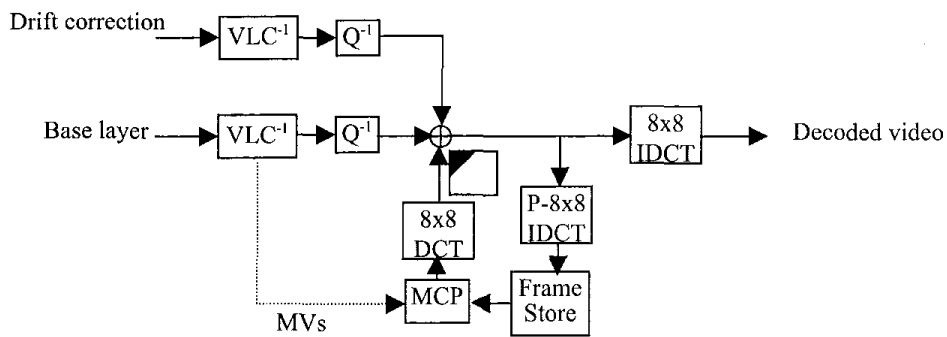 Drift correction
VLC⁻¹
Q⁻¹
Base layer
VLC⁻¹
Q⁻¹
8x8
IDCT
Decoded video
8x8
DCT
P-8x8
IDCT
MCP
Frame
Store
MVs